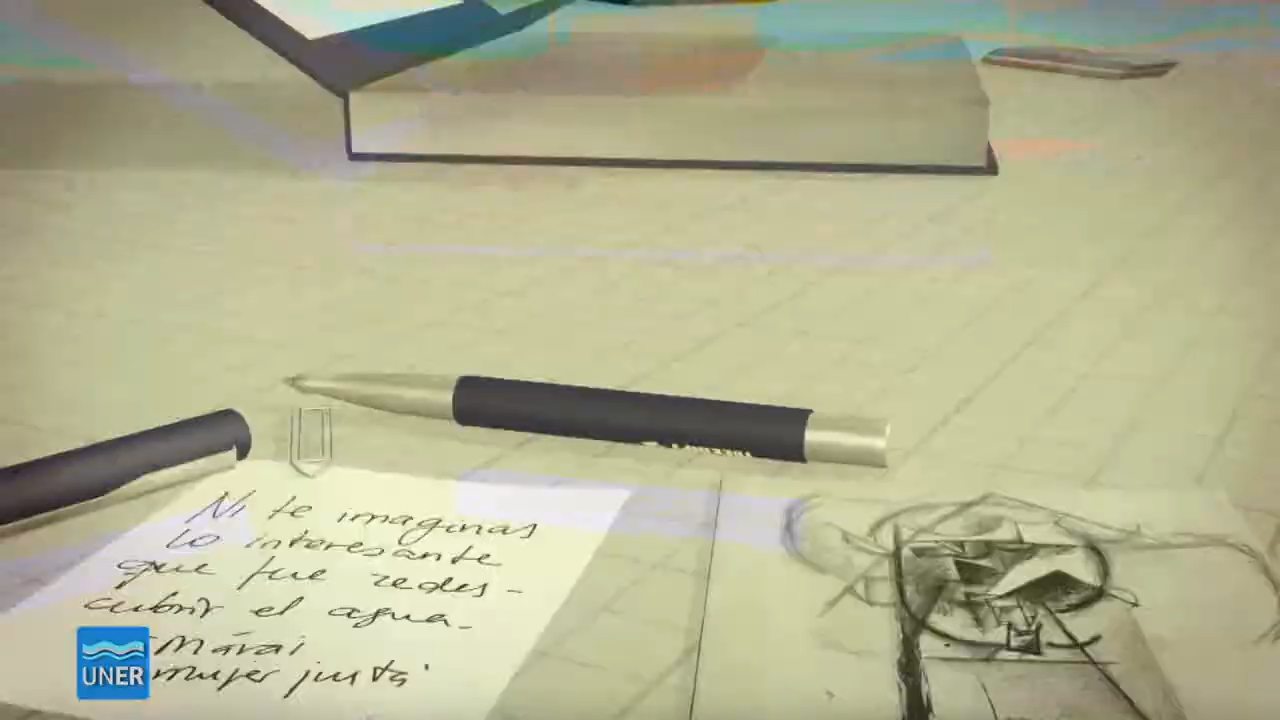 Ni te imaginas
lo interesante
que fue redes-
cubrir el agua.
Márai
mujer justa
UNER